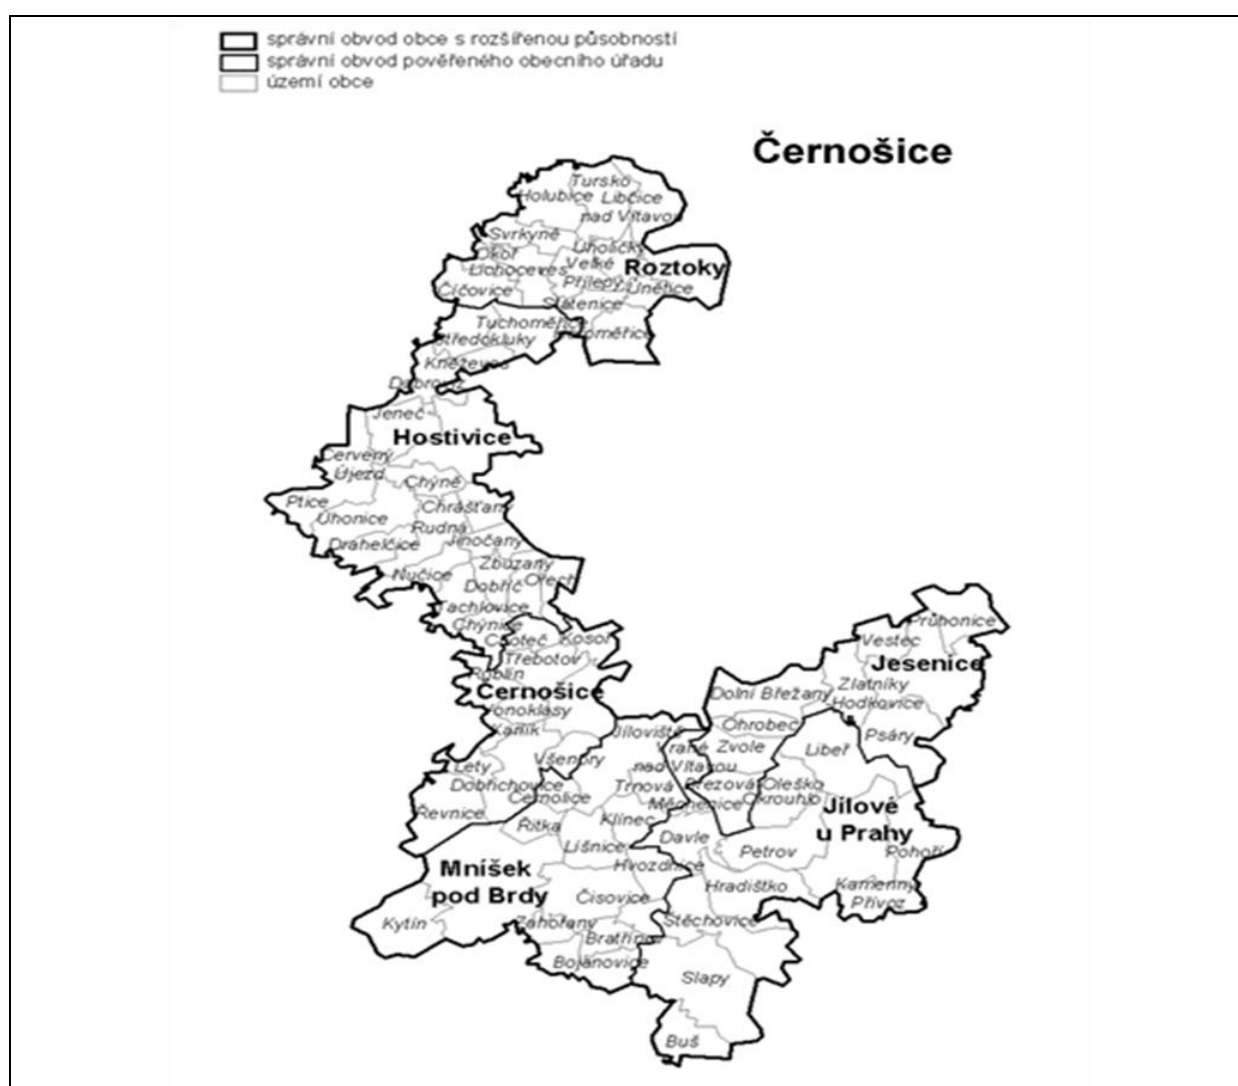 správní obvod obce s rozšířenou působností
správní obvod pověřeného obecního úřadu
území obce
Černošice
Tursko
Holubice
Libčice
nad Vltavou
Svrkyně
Úholičky
Okoř
Velké
Přílepy
Lichoceves
Roztoky
Číčovice
Únětice
Statenice
Tuchoměřice
Středokluky
Kněževes
Jeneč
Hostivice
Červený
Újezd
Chýně
Ptice
Chrášťany
Úhonice
Rudná
Drahelčice
Jinočany
Zbuzany
Nučice
Ořech
Dobříč
Tachlovice
Chýnice
Choteč
Kosoř
Třebotov
Roblín
Černošice
Vonoklasy
Karlík
Všenory
Lety
Dobřichovice
Černolice
Řevnice
Řitka
Líšnice
Mníšek
pod Brdy
Kytín
Jíloviště
Trnová
Klínec
Měchenice
Hvozdnice
Čisovice
Záhořany
Bratřínov
Bojanovice
Průhonice
Vestec
Jesenice
Zlatníky
Hodkovice
Dolní Břežany
Ohrobec
Psáry
Vrané
nad Vltavou
Zvole
Libeř
Březová
Oleško
Okrouhlo
Jílové
u Prahy
Davle
Petrov
Pohoří
Hradištko
Kamenný
Přívoz
Štěchovice
Slapy
Buš